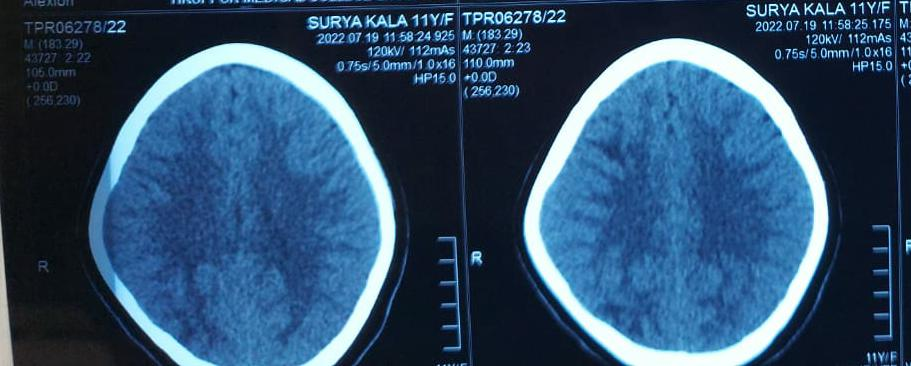 Alexion
TPR06278/22
M: (183.29)
43727: 2:22
105.0mm
+0.0D
( 256,230)
SURYA KALA 11Y/F
2022.07.19 11:58:24.925
120kV/ 112mAs
0.75s/5.0mm/1.0x16
HP15.0
R
TPR06278/22
M: (183.29)
43727: 2:23
110.0mm
+0.0D
( 256,230)
SURYA KALA 11Y/F
2022.07.19 11:58:25.175
120kV/ 112mAs
0.75s/5.0mm/1.0x16
HP15.0
R
11Y/F